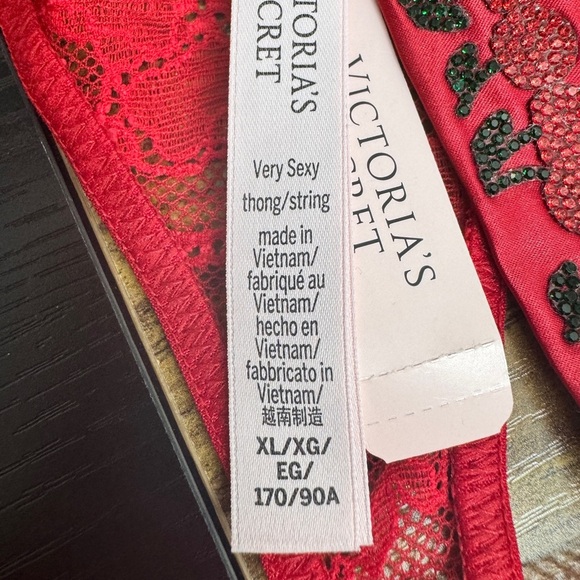 VICTORIA'S
SECRET
Very Sexy
thong/string
made in
Vietnam/
fabriqué au
Vietnam/
hecho en
Vietnam/
fabbricato in
Vietnam/
越南制造
XL/XG/
EG/
170/90A
VICTORIA'S
SECRET